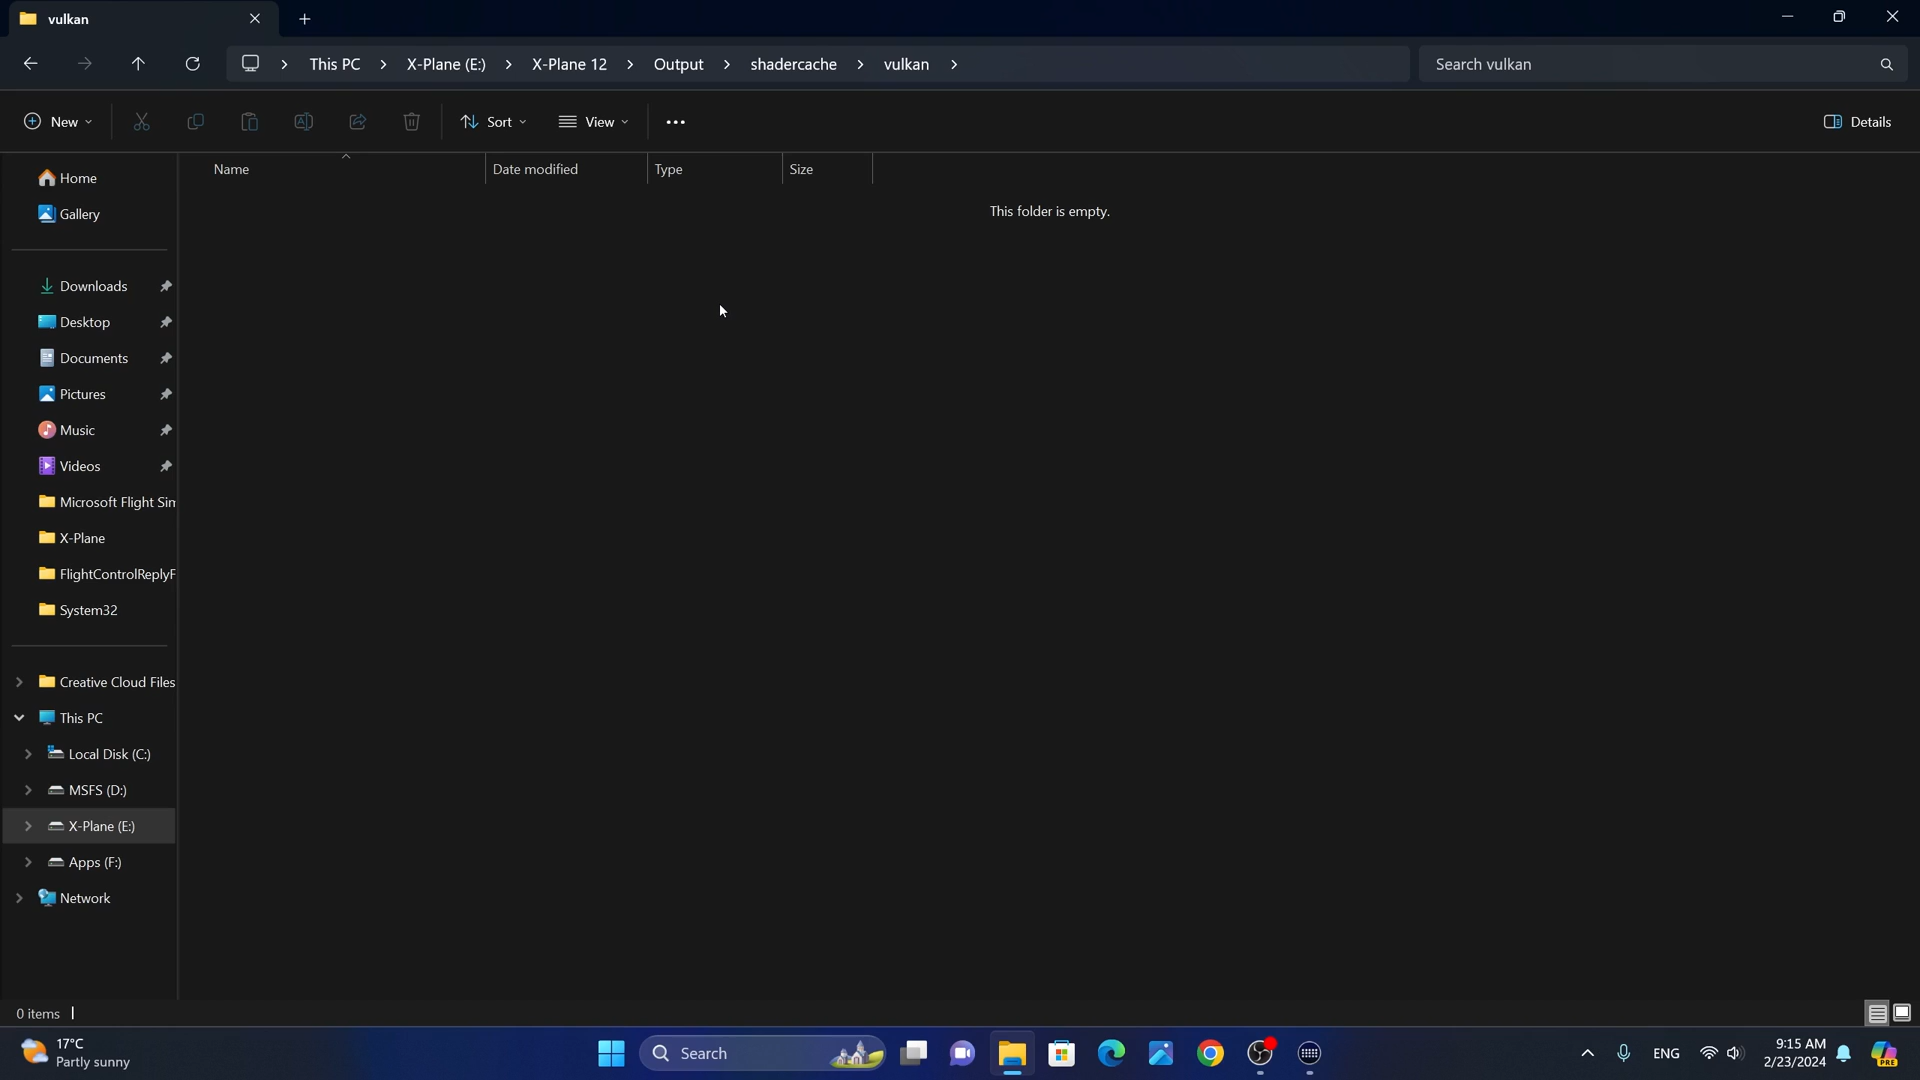 vulkan
This PC
X-Plane (E:)
X-Plane 12
Output
shadercache
vulkan
Search vulkan
New
Sort
View
Details
Name
Date modified
Type
Size
This folder is empty.
Home
Gallery
Downloads
Desktop
Documents
Pictures
Music
Videos
Microsoft Flight Sim
X-Plane
FlightControlReplyF
System32
Creative Cloud Files
This PC
Local Disk (C:)
MSFS (D:)
X-Plane (E:)
Apps (F:)
Network
0 items
17°C
Partly sunny
Search
ENG
9:15 AM
2/23/2024
PRE